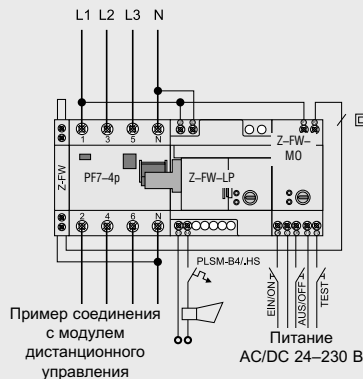 L1 L2 L3 N
1 3 5 N
Z-FW-
MO
Z-FW
PF7-4p
Z-FW-LP
2 4 6 N
PLSM-B4/.HS
EIN/ON
AUS/OFF
TEST
Пример соединения
с модулем
дистанционного
управления
Питание
AC/DC 24–230 В